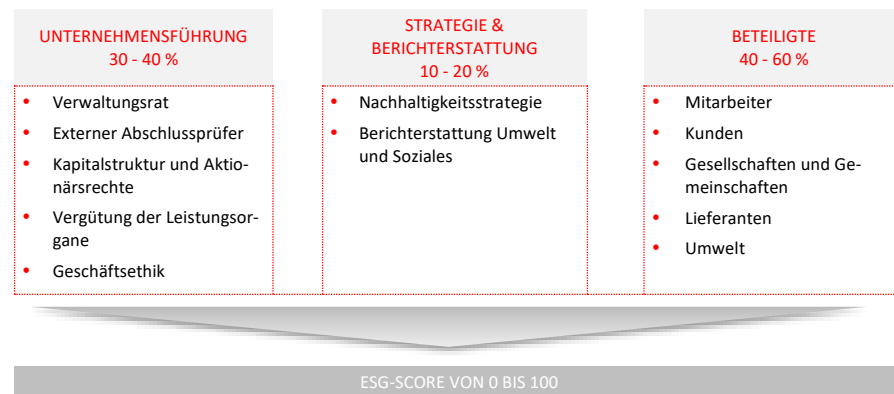 UNTERNEHMENSFÜHRUNG
30 - 40 %
• Verwaltungsrat
• Externer Abschlussprüfer
• Kapitalstruktur und Aktio-
närsrechte
• Vergütung der Leistungsor-
gane
• Geschäftsethik
STRATEGIE &
BERICHTERSTATTUNG
10 - 20 %
• Nachhaltigkeitsstrategie
• Berichterstattung Umwelt
und Soziales
BETEILIGTE
40 - 60 %
• Mitarbeiter
• Kunden
• Gesellschaften und Ge-
meinschaften
• Lieferanten
• Umwelt
ESG-SCORE VON 0 BIS 100